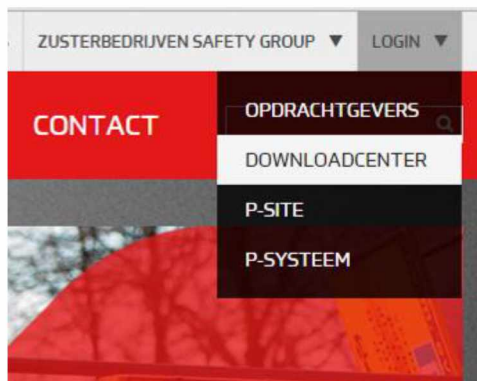 ZUSTERBEDRIJVEN SAFETY GROUP ▼ LOGIN ▼
CONTACT
OPDRACHTGEVERS
DOWNLOADCENTER
P-SITE
P-SYSTEEM